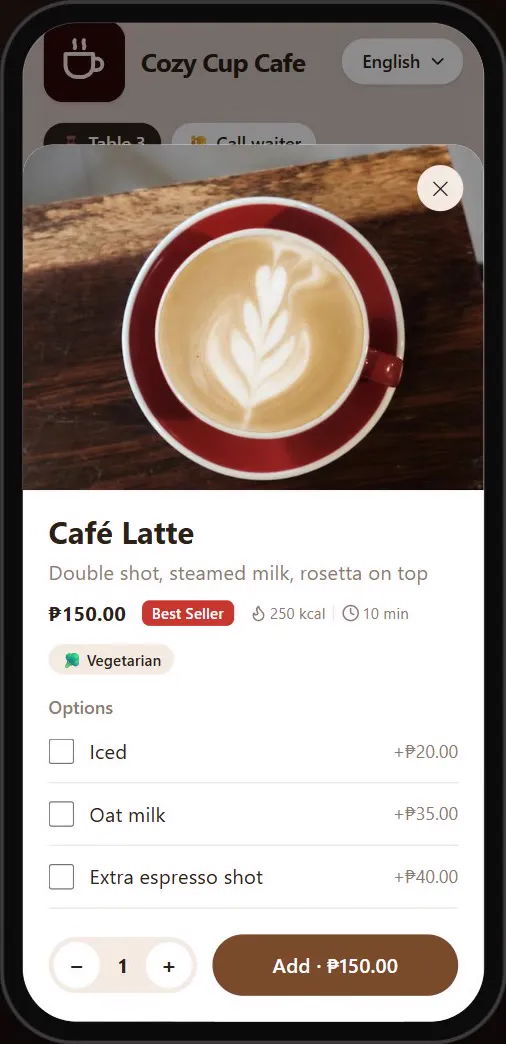 Cozy Cup Cafe
English
Table 3
Call waiter
Café Latte
Double shot, steamed milk, rosetta on top
₱150.00 Best Seller 250 kcal 10 min
Vegetarian
Options
Iced +₱20.00
Oat milk +₱35.00
Extra espresso shot +₱40.00
− 1 + Add · ₱150.00